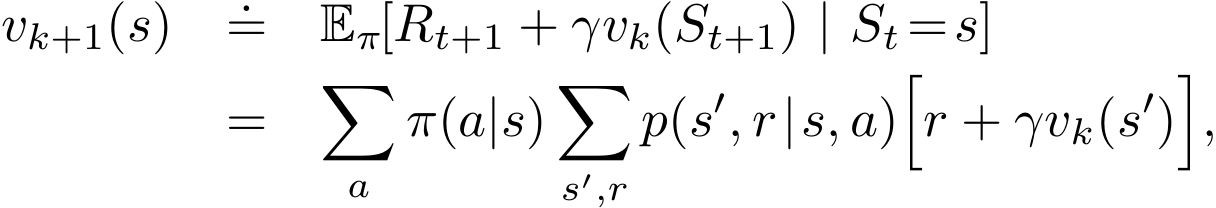 v_{k+1}(s) ≐ 𝔼_π[R_{t+1} + γv_k(S_{t+1}) | S_t = s]
= ∑_a π(a|s) ∑_{s′,r} p(s′, r | s, a) [r + γv_k(s′)],